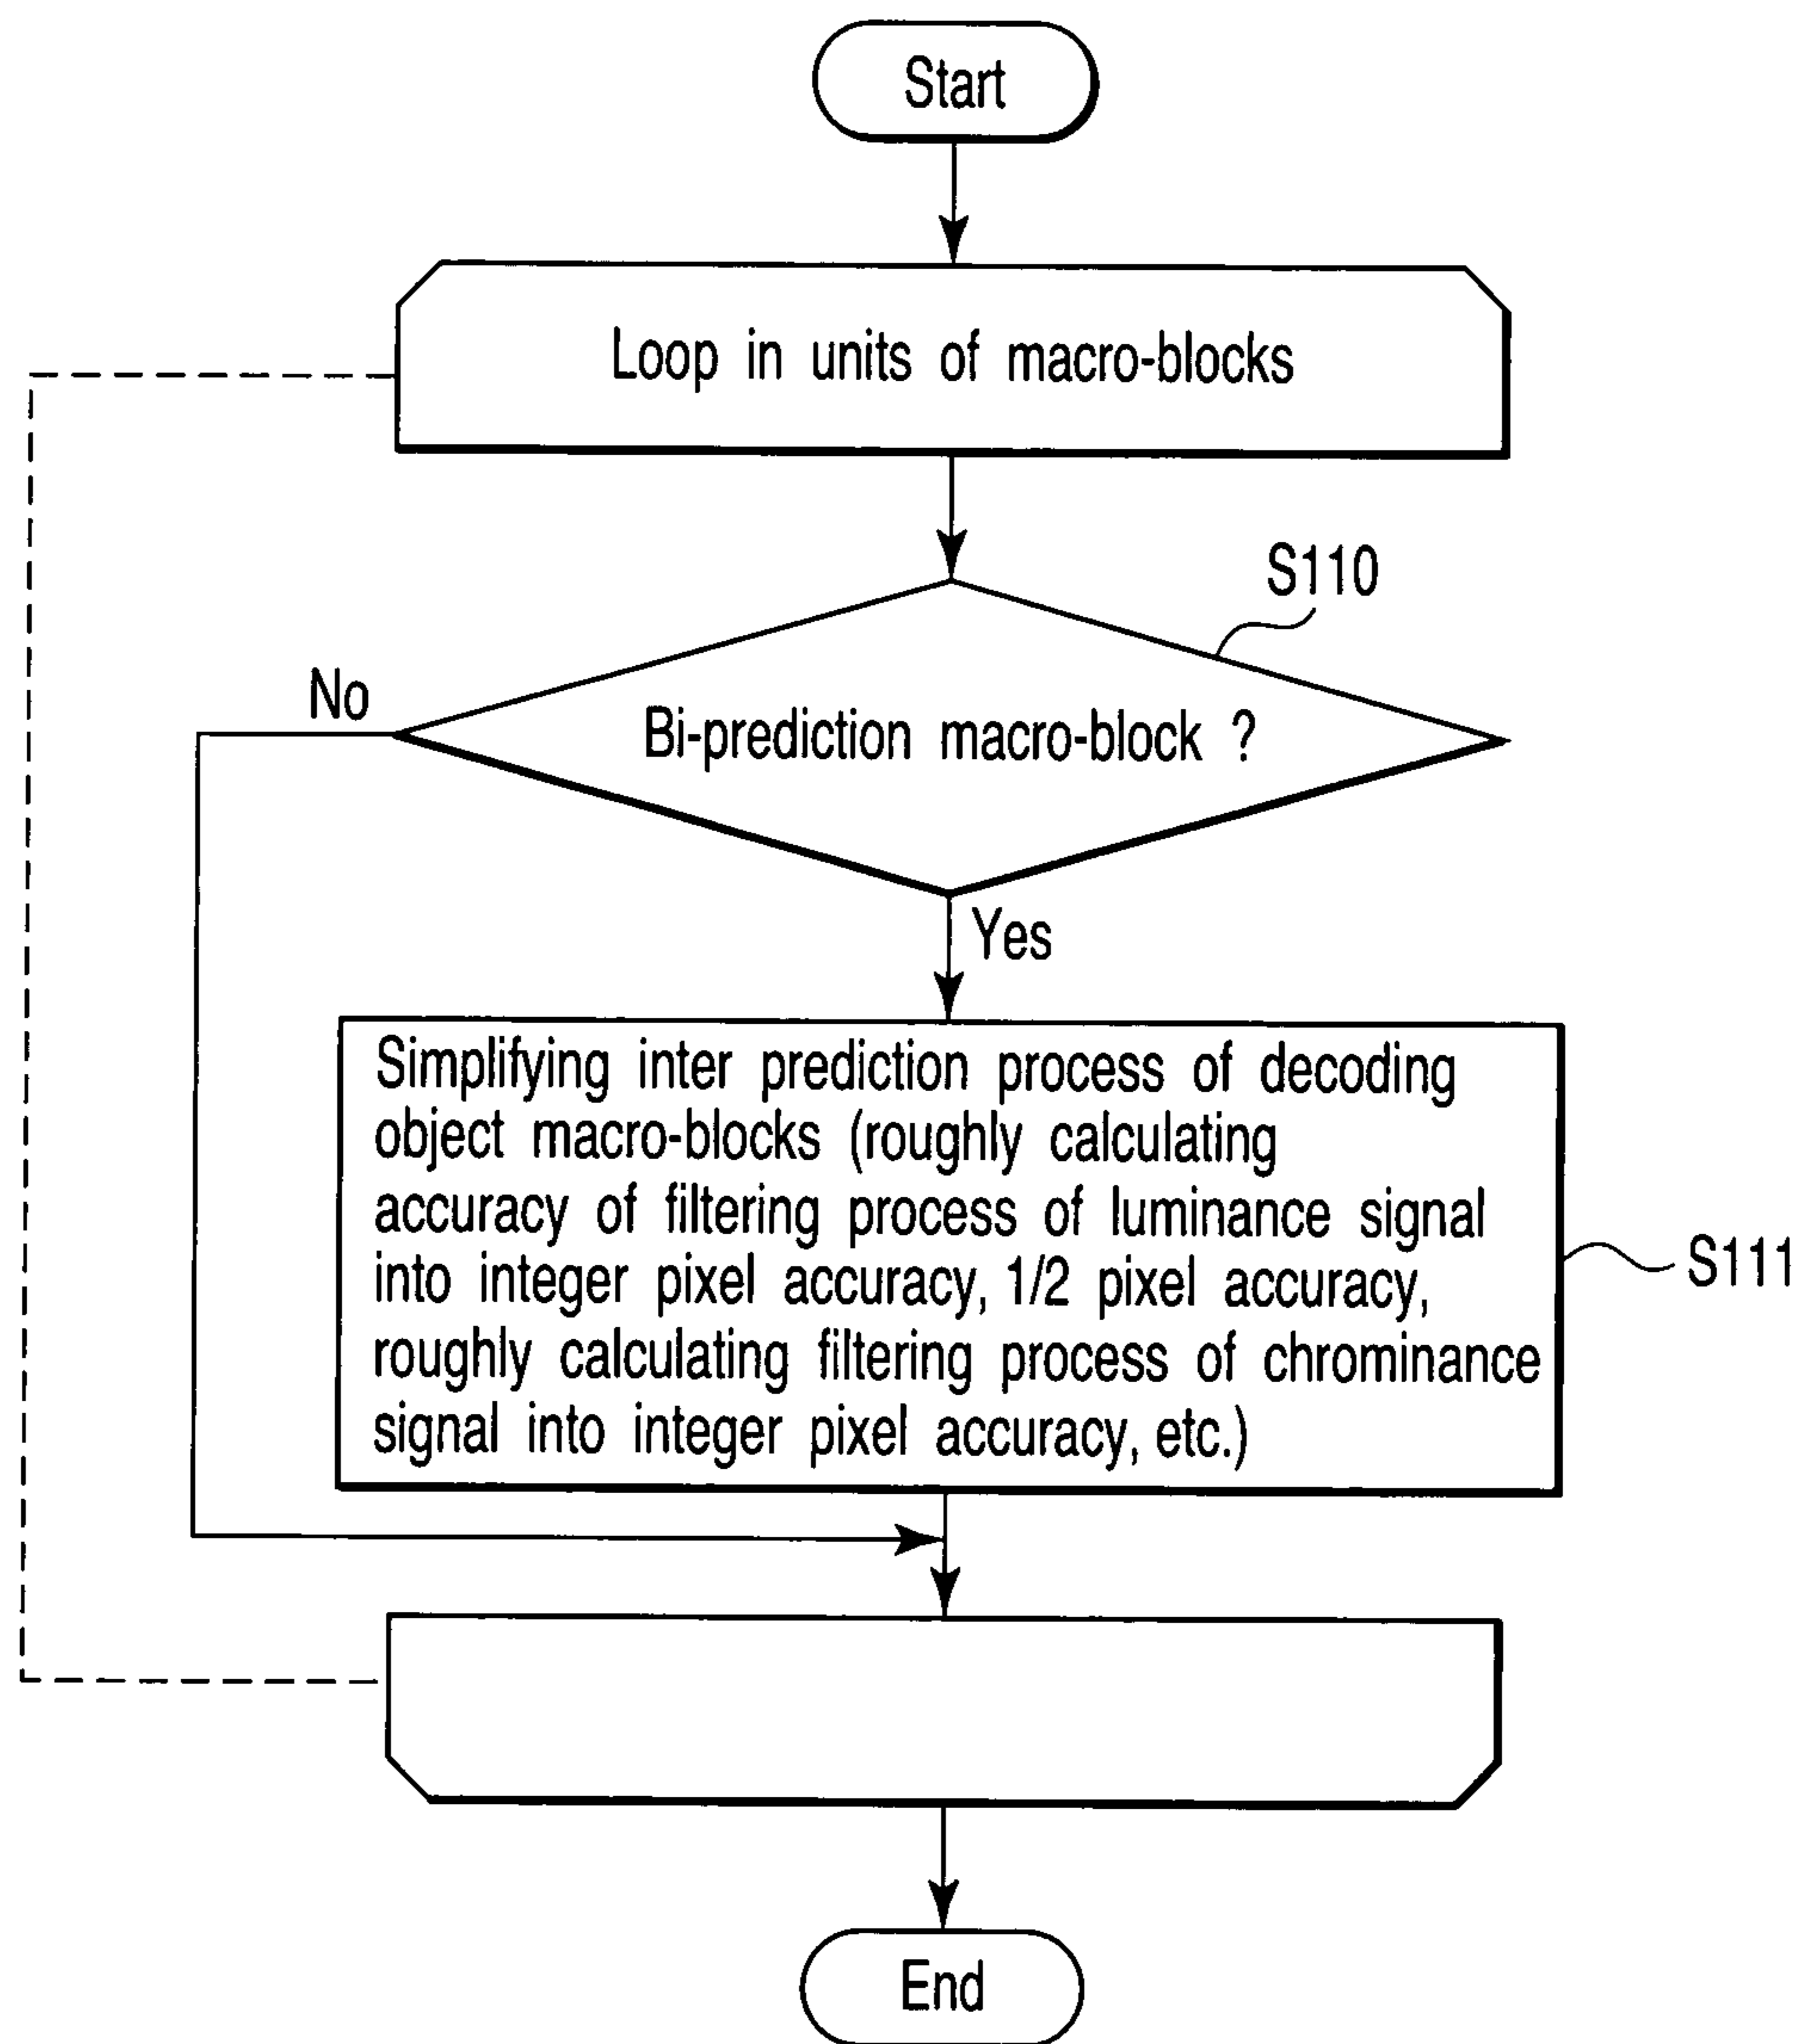 Start
Loop in units of macro-blocks
S110
No
Bi-prediction macro-block ?
Yes
Simplifying inter prediction process of decoding
object macro-blocks (roughly calculating
accuracy of filtering process of luminance signal
into integer pixel accuracy, 1/2 pixel accuracy,
roughly calculating filtering process of chrominance
signal into integer pixel accuracy, etc.)
S111
End